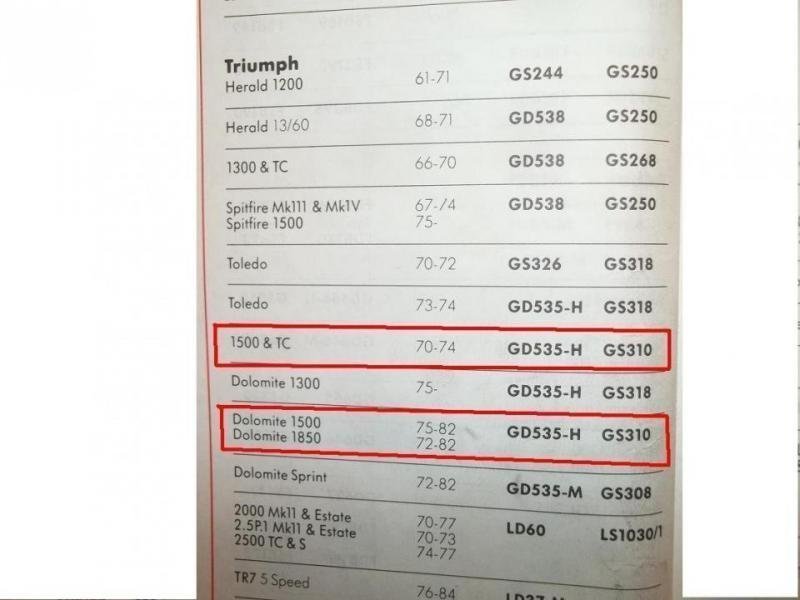 Triumph
Herald 1200 61-71 GS244 GS250
Herald 13/60 68-71 GD538 GS250
1300 & TC 66-70 GD538 GS268
Spitfire Mk111 & Mk1V 67-/4 GD538 GS250
Spitfire 1500 75-
Toledo 70-72 GS326 GS318
Toledo 73-74 GD535-H GS318
1500 & TC 70-74 GD535-H GS310
Dolomite 1300 75- GD535-H GS318
Dolomite 1500 75-82 GD535-H GS310
Dolomite 1850 72-82
Dolomite Sprint 72-82 GD535-M GS308
2000 Mk11 & Estate 70-77 LD60 LS1030/1
2.5P.1 Mk11 & Estate 70-73
2500 TC & S 74-77
TR7 5 Speed 76-84